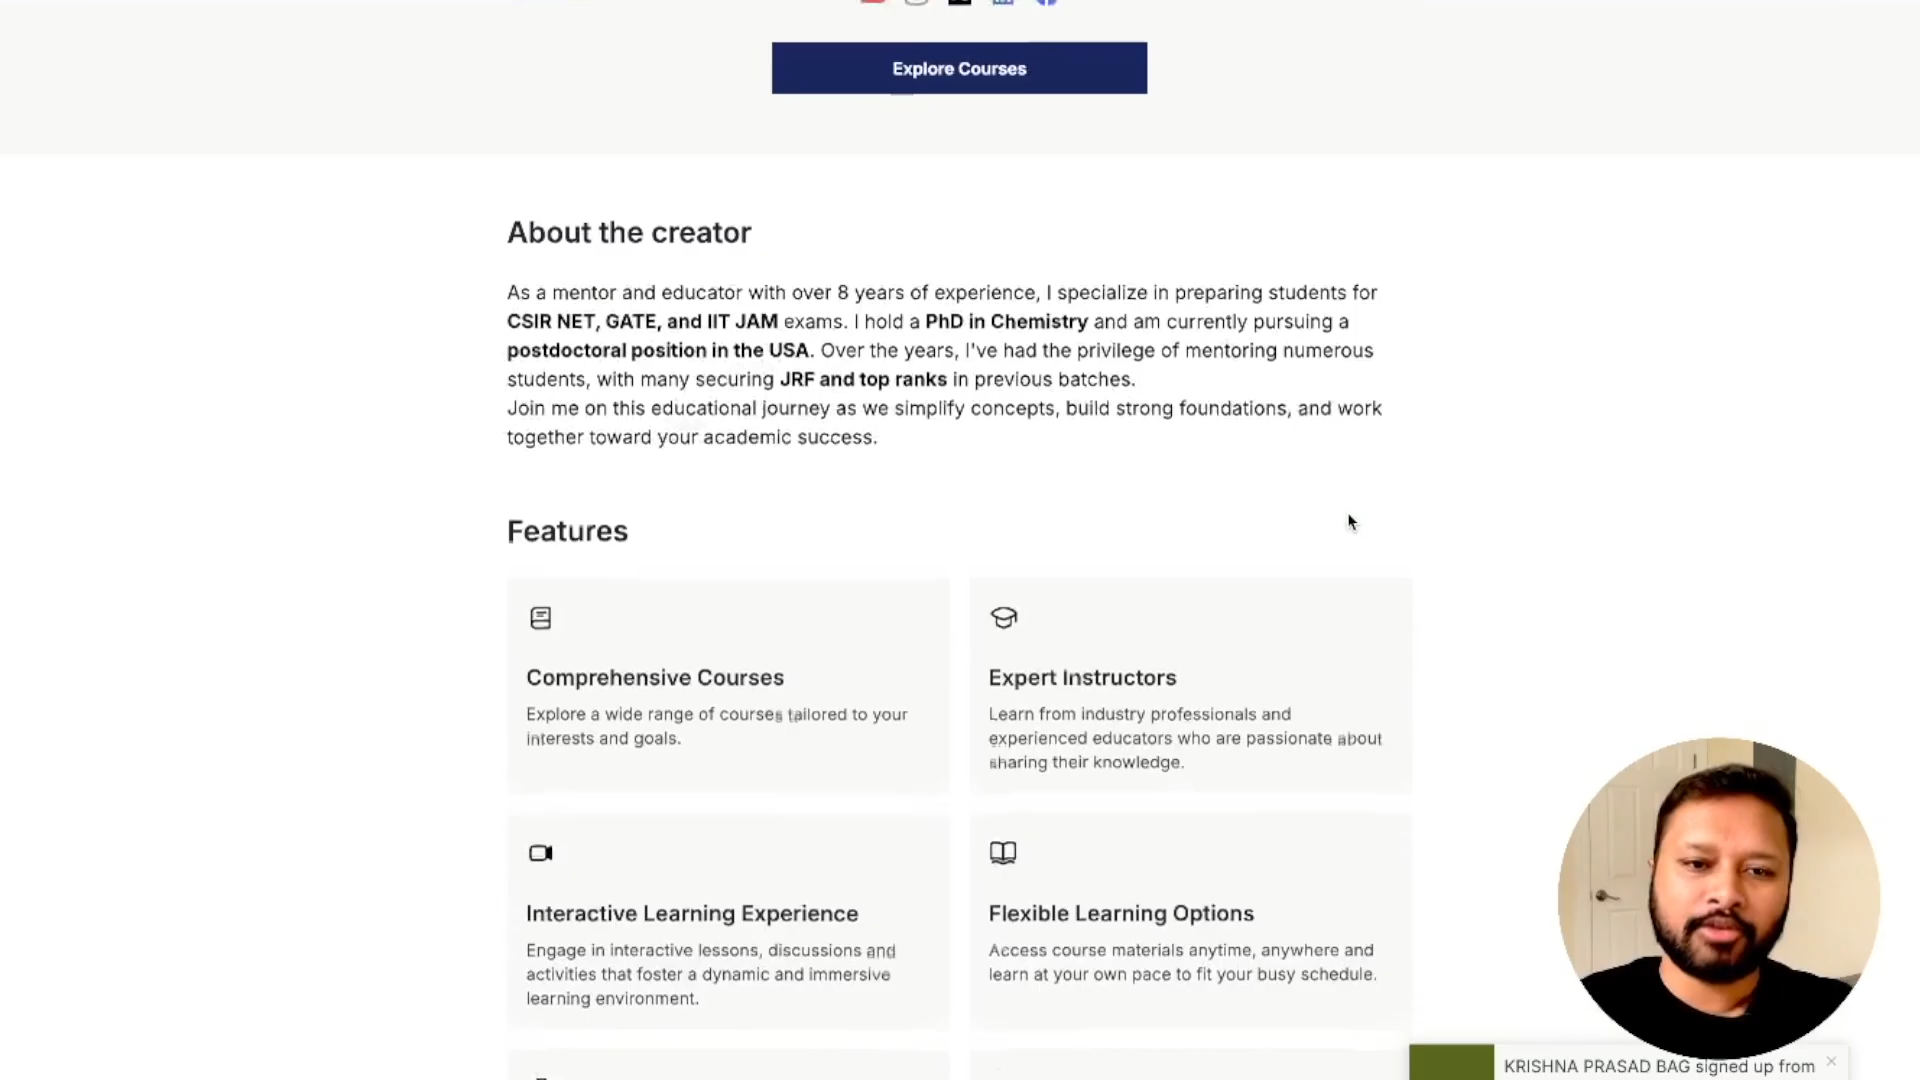 Explore Courses
About the creator
As a mentor and educator with over 8 years of experience, I specialize in preparing students for
CSIR NET, GATE, and IIT JAM exams. I hold a PhD in Chemistry and am currently pursuing a
postdoctoral position in the USA. Over the years, I've had the privilege of mentoring numerous
students, with many securing JRF and top ranks in previous batches.
Join me on this educational journey as we simplify concepts, build strong foundations, and work
together toward your academic success.
Features
Comprehensive Courses
Explore a wide range of courses tailored to your
interests and goals.
Expert Instructors
Learn from industry professionals and
experienced educators who are passionate about
sharing their knowledge.
Interactive Learning Experience
Engage in interactive lessons, discussions and
activities that foster a dynamic and immersive
learning environment.
Flexible Learning Options
Access course materials anytime, anywhere and
learn at your own pace to fit your busy schedule.
KRISHNA PRASAD BAG signed up from